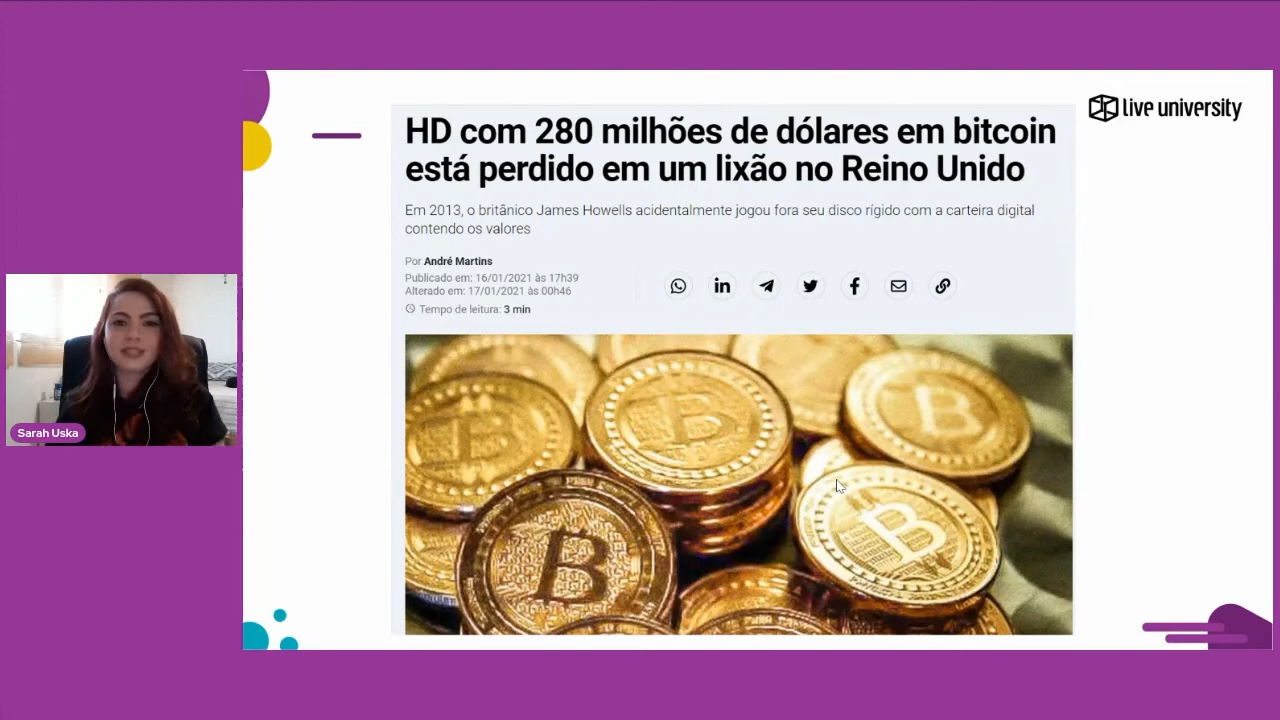 live university
HD com 280 milhões de dólares em bitcoin
está perdido em um lixão no Reino Unido
Em 2013, o britânico James Howells acidentalmente jogou fora seu disco rígido com a carteira digital
contendo os valores
Por André Martins
Publicado em: 16/01/2021 às 17h39
Alterado em: 17/01/2021 às 00h46
Tempo de leitura: 3 min
Sarah Uska